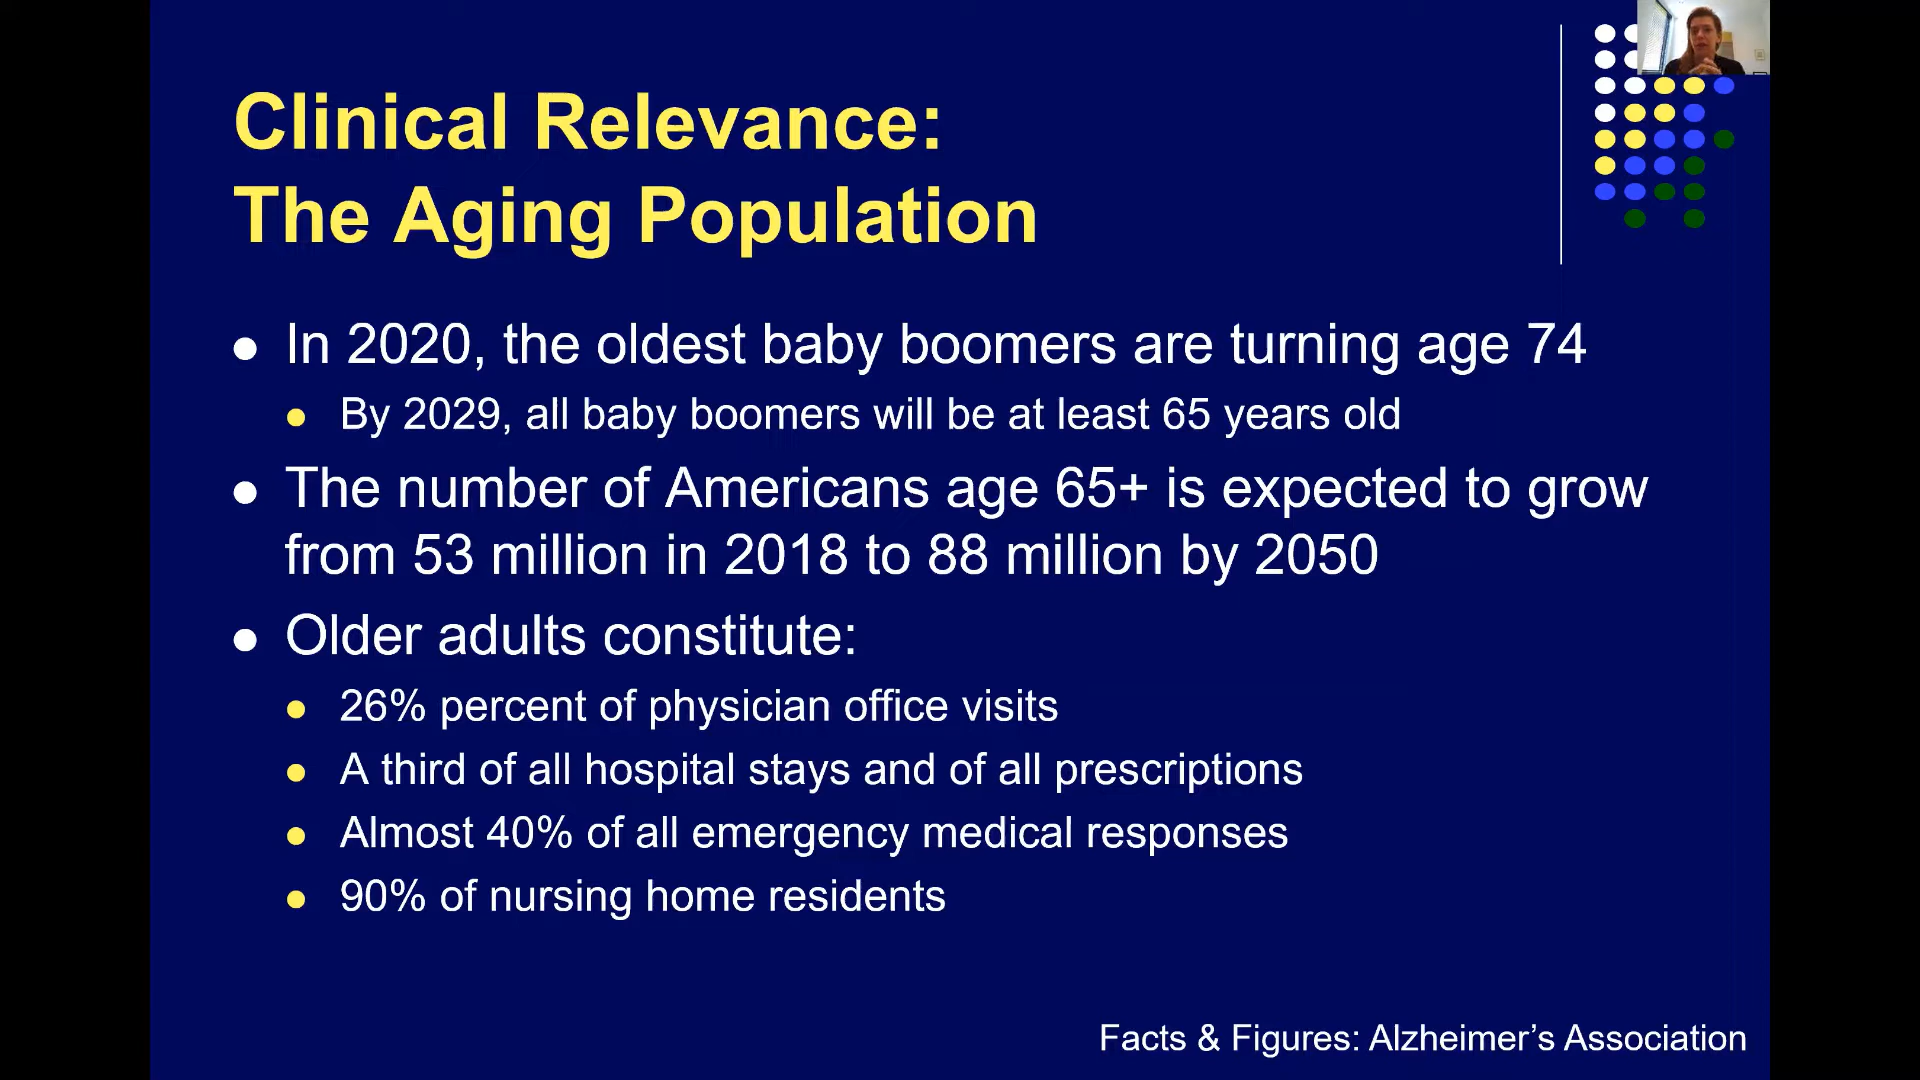 Clinical Relevance:
The Aging Population
In 2020, the oldest baby boomers are turning age 74
By 2029, all baby boomers will be at least 65 years old
The number of Americans age 65+ is expected to grow
from 53 million in 2018 to 88 million by 2050
Older adults constitute:
26% percent of physician office visits
A third of all hospital stays and of all prescriptions
Almost 40% of all emergency medical responses
90% of nursing home residents
Facts & Figures: Alzheimer’s Association